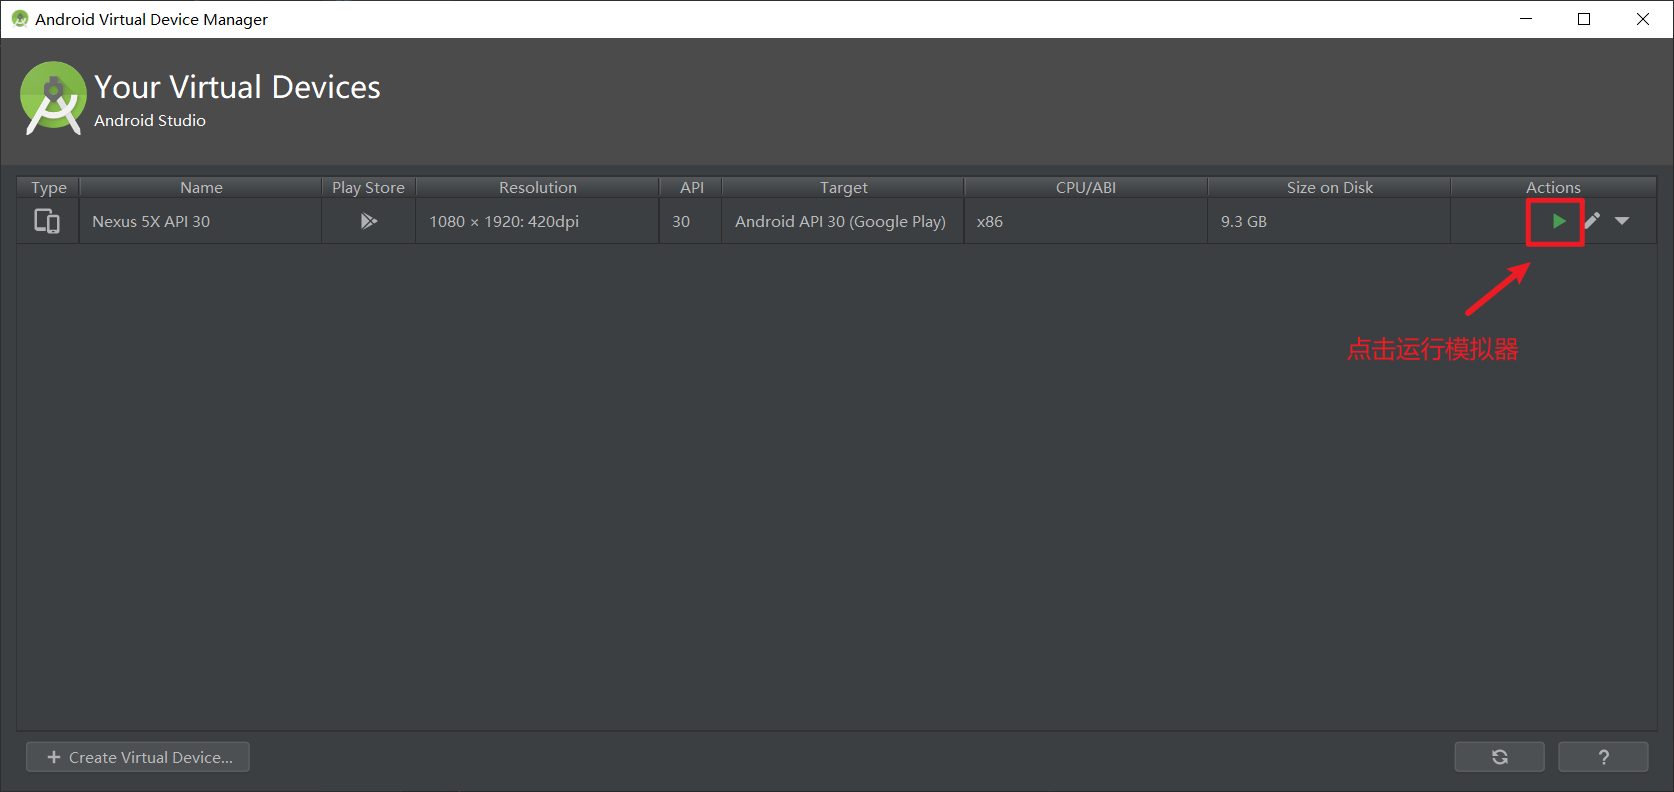 Android Virtual Device Manager
Your Virtual Devices
Android Studio
Type Name Play Store Resolution API Target CPU/ABI Size on Disk Actions
Nexus 5X API 30 1080 × 1920: 420dpi 30 Android API 30 (Google Play) x86 9.3 GB
点击运行模拟器
Create Virtual Device... ?